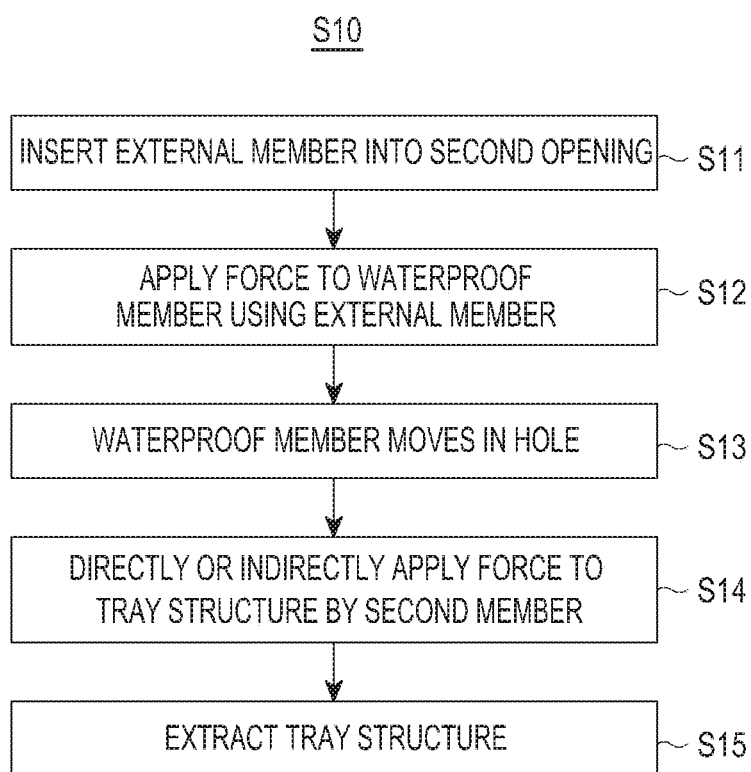 S10
INSERT EXTERNAL MEMBER INTO SECOND OPENING
S11
APPLY FORCE TO WATERPROOF
MEMBER USING EXTERNAL MEMBER
S12
WATERPROOF MEMBER MOVES IN HOLE
S13
DIRECTLY OR INDIRECTLY APPLY FORCE TO
TRAY STRUCTURE BY SECOND MEMBER
S14
EXTRACT TRAY STRUCTURE
S15